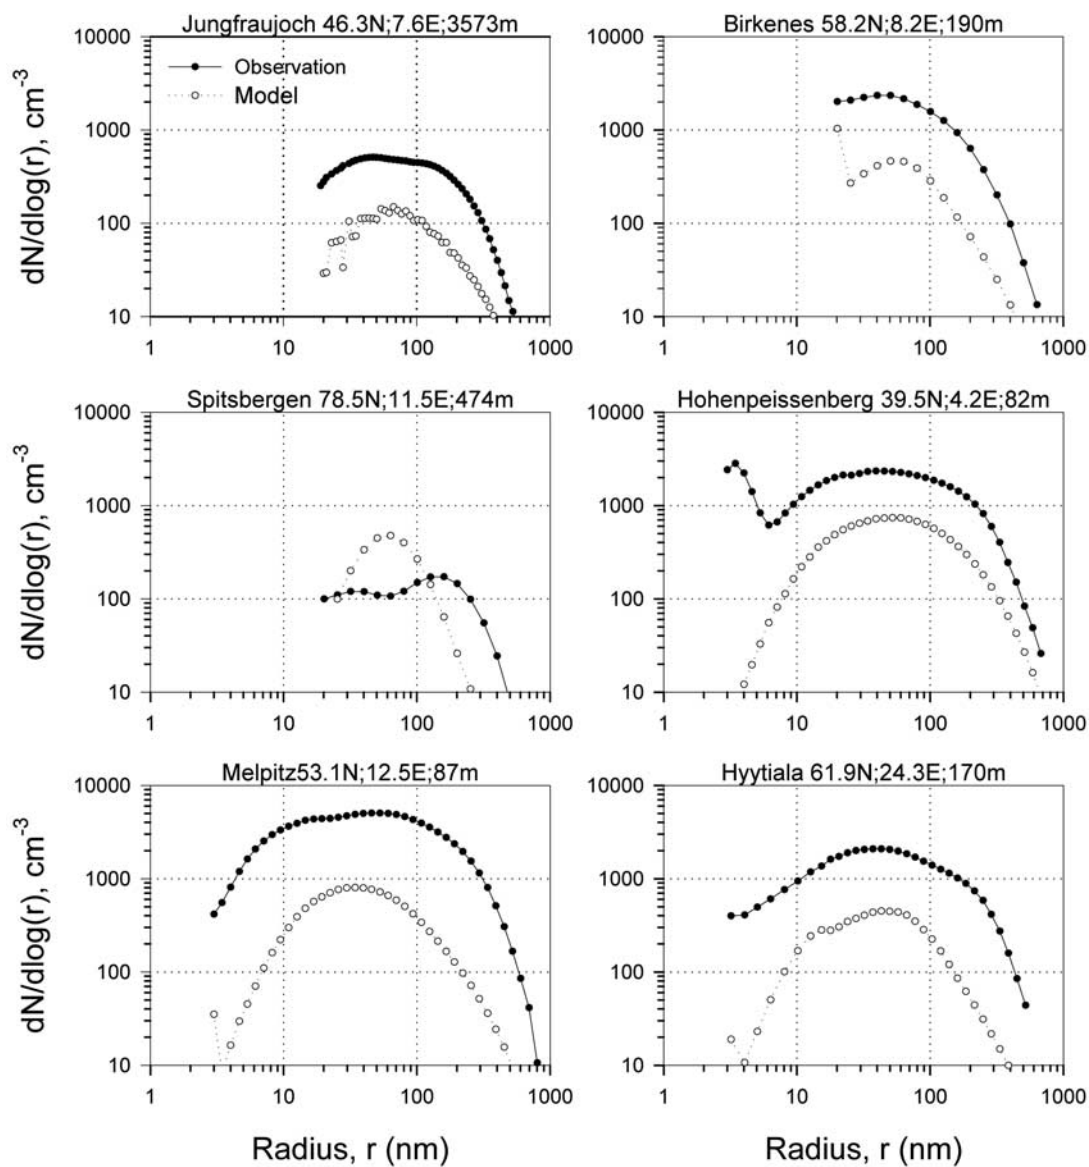 Jungfraujoch 46.3N;7.6E;3573m
Birkenes 58.2N;8.2E;190m
10000
1000
100
10
dN/dlog(r), cm-3
Observation
Model
1 10 100 1000
10000
1000
100
10
1 10 100 1000
Spitsbergen 78.5N;11.5E;474m
Hohenpeissenberg 39.5N;4.2E;82m
10000
1000
100
10
dN/dlog(r), cm-3
1 10 100 1000
10000
1000
100
10
1 10 100 1000
Melpitz53.1N;12.5E;87m
Hyytiala 61.9N;24.3E;170m
10000
1000
100
10
dN/dlog(r), cm-3
1 10 100 1000
10000
1000
100
10
1 10 100 1000
Radius, r (nm)
Radius, r (nm)